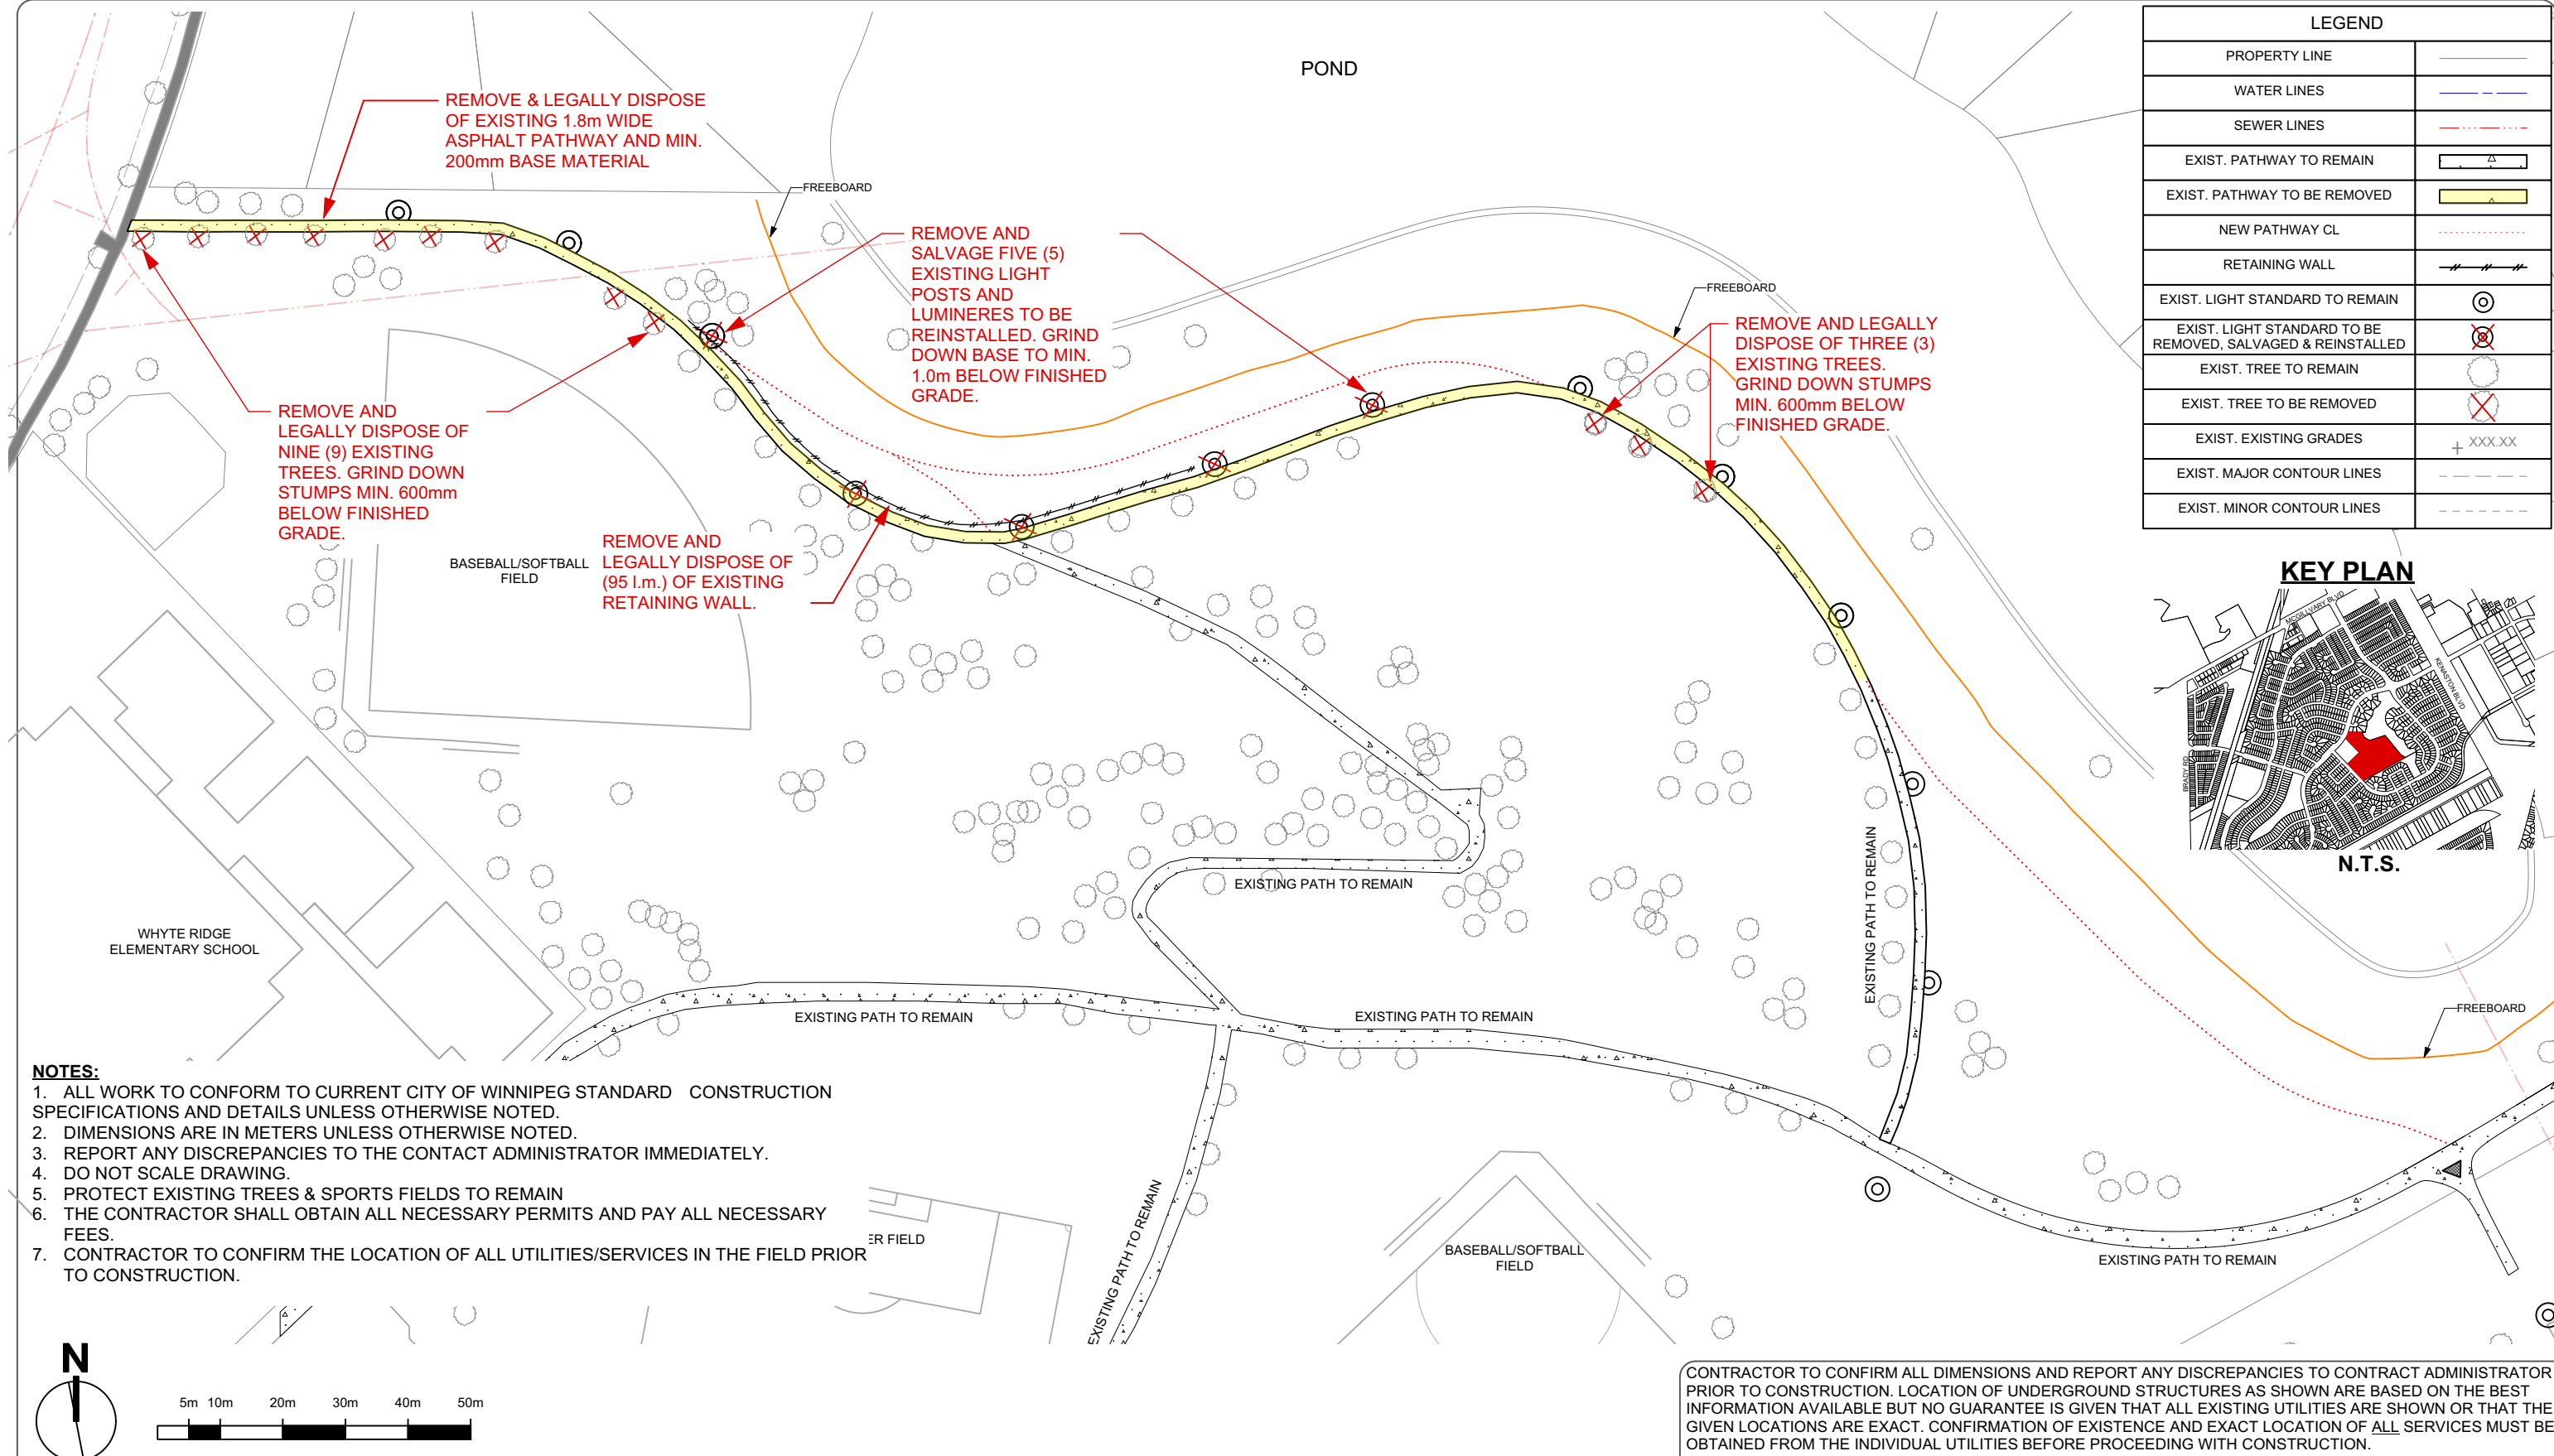 POND
REMOVE & LEGALLY DISPOSE
OF EXISTING 1.8m WIDE
ASPHALT PATHWAY AND MIN.
200mm BASE MATERIAL
FREEBOARD
REMOVE AND
SALVAGE FIVE (5)
EXISTING LIGHT
POSTS AND
LUMINERES TO BE
REINSTALLED. GRIND
DOWN BASE TO MIN.
1.0m BELOW FINISHED
GRADE.
FREEBOARD
REMOVE AND LEGALLY
DISPOSE OF THREE (3)
EXISTING TREES.
GRIND DOWN STUMPS
MIN. 600mm BELOW
FINISHED GRADE.
REMOVE AND
LEGALLY DISPOSE OF
NINE (9) EXISTING
TREES. GRIND DOWN
STUMPS MIN. 600mm
BELOW FINISHED
GRADE.
BASEBALL/SOFTBALL
FIELD
REMOVE AND
LEGALLY DISPOSE OF
(95 l.m.) OF EXISTING
RETAINING WALL.
LEGEND
PROPERTY LINE
WATER LINES
SEWER LINES
EXIST. PATHWAY TO REMAIN
EXIST. PATHWAY TO BE REMOVED
NEW PATHWAY CL
RETAINING WALL
EXIST. LIGHT STANDARD TO REMAIN
EXIST. LIGHT STANDARD TO BE
REMOVED, SALVAGED & REINSTALLED
EXIST. TREE TO REMAIN
EXIST. TREE TO BE REMOVED
EXIST. EXISTING GRADES
XXX.XX
EXIST. MAJOR CONTOUR LINES
EXIST. MINOR CONTOUR LINES
KEY PLAN
MCGILLVARY BLVD
KENASTON BLVD
BRADY RD
N.T.S.
EXISTING PATH TO REMAIN
EXISTING PATH TO REMAIN
WHYTE RIDGE
ELEMENTARY SCHOOL
EXISTING PATH TO REMAIN
EXISTING PATH TO REMAIN
FREEBOARD
NOTES:
1. ALL WORK TO CONFORM TO CURRENT CITY OF WINNIPEG STANDARD CONSTRUCTION
SPECIFICATIONS AND DETAILS UNLESS OTHERWISE NOTED.
2. DIMENSIONS ARE IN METERS UNLESS OTHERWISE NOTED.
3. REPORT ANY DISCREPANCIES TO THE CONTACT ADMINISTRATOR IMMEDIATELY.
4. DO NOT SCALE DRAWING.
5. PROTECT EXISTING TREES & SPORTS FIELDS TO REMAIN
6. THE CONTRACTOR SHALL OBTAIN ALL NECESSARY PERMITS AND PAY ALL NECESSARY
FEES.
7. CONTRACTOR TO CONFIRM THE LOCATION OF ALL UTILITIES/SERVICES IN THE FIELD PRIOR
TO CONSTRUCTION.
ER FIELD
EXISTING PATH TO REMAIN
BASEBALL/SOFTBALL
FIELD
EXISTING PATH TO REMAIN
N
5m 10m 20m 30m 40m 50m
CONTRACTOR TO CONFIRM ALL DIMENSIONS AND REPORT ANY DISCREPANCIES TO CONTRACT ADMINISTRATOR
PRIOR TO CONSTRUCTION. LOCATION OF UNDERGROUND STRUCTURES AS SHOWN ARE BASED ON THE BEST
INFORMATION AVAILABLE BUT NO GUARANTEE IS GIVEN THAT ALL EXISTING UTILITIES ARE SHOWN OR THAT THE
GIVEN LOCATIONS ARE EXACT. CONFIRMATION OF EXISTENCE AND EXACT LOCATION OF ALL SERVICES MUST BE
OBTAINED FROM THE INDIVIDUAL UTILITIES BEFORE PROCEEDING WITH CONSTRUCTION.